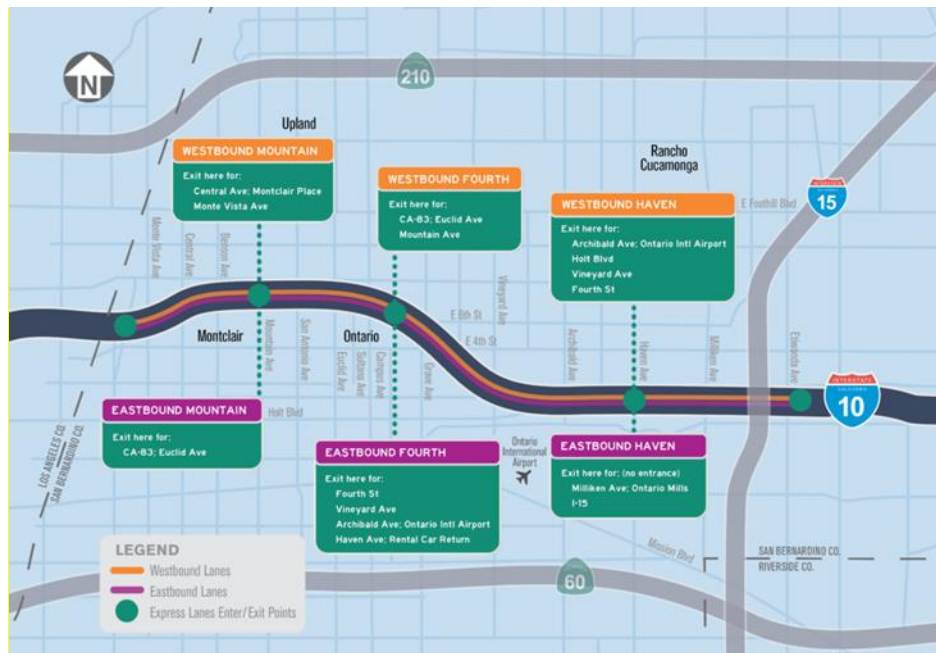 N
210
Upland
WESTBOUND MOUNTAIN
Exit here for:
Central Ave; Montclair Place
Monte Vista Ave
WESTBOUND FOURTH
Exit here for:
CA-83; Euclid Ave
Mountain Ave
Rancho
Cucamonga
WESTBOUND HAVEN
Exit here for:
Archibald Ave; Ontario Intl Airport
Holt Blvd
Vineyard Ave
Fourth St
E Foothill Blvd
INTERSTATE
CALIFORNIA
15
Monte Vista Ave
Central Ave
Benson Ave
Vineyard Ave
E 6th St
E 4th St
Montclair
Ontario
Mountain Ave
San Antonio Ave
Euclid Ave
Sultana Ave
Campus Ave
Grove Ave
Archibald Ave
Haven Ave
Milliken Ave
Etiwanda Ave
INTERSTATE
CALIFORNIA
10
EASTBOUND MOUNTAIN
Exit here for:
CA-83; Euclid Ave
Holt Blvd
EASTBOUND FOURTH
Exit here for:
Fourth St
Vineyard Ave
Archibald Ave; Ontario Intl Airport
Haven Ave; Rental Car Return
Ontario
International
Airport
EASTBOUND HAVEN
Exit here for: (no entrance)
Milliken Ave; Ontario Mills
I-15
LOS ANGELES CO.
SAN BERNARDINO CO.
Mission Blvd
SAN BERNARDINO CO.
RIVERSIDE CO.
60
LEGEND
Westbound Lanes
Eastbound Lanes
Express Lanes Enter/Exit Points